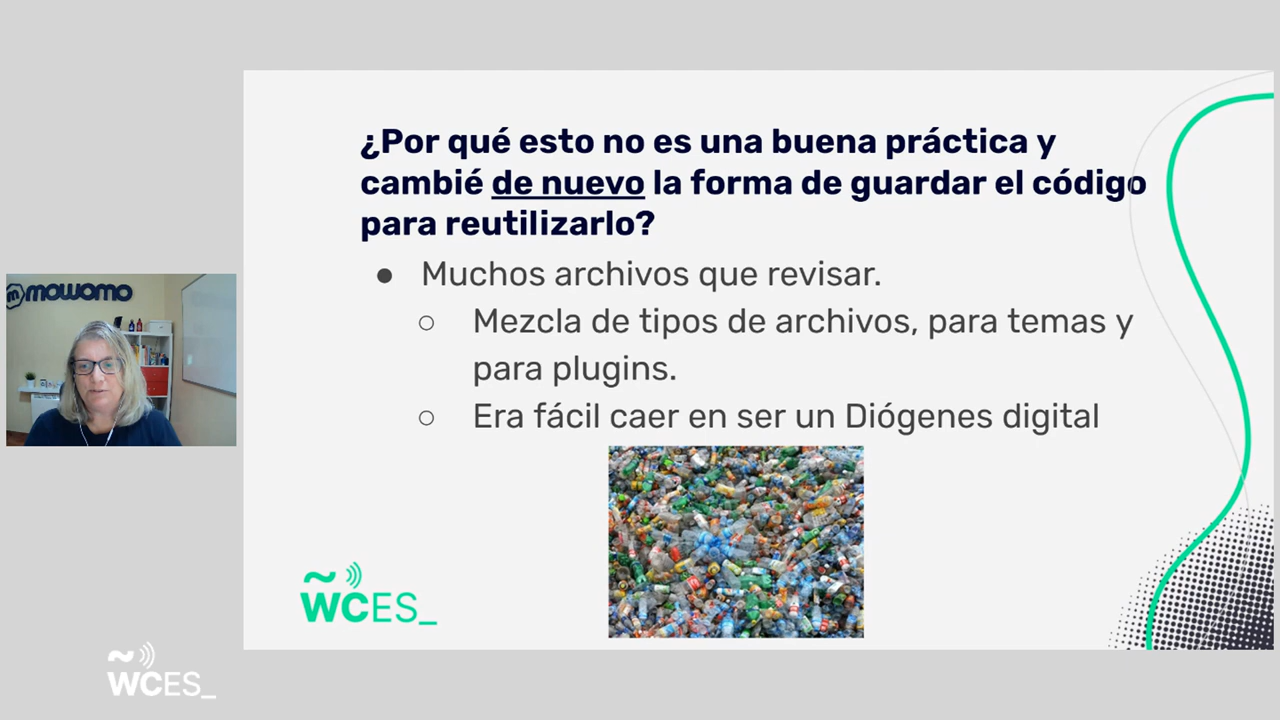 ¿Por qué esto no es una buena práctica y
cambié de nuevo la forma de guardar el código
para reutilizarlo?
● Muchos archivos que revisar.
○ Mezcla de tipos de archivos, para temas y
para plugins.
○ Era fácil caer en ser un Diógenes digital
mowomo
~
WCES_
~
WCES_